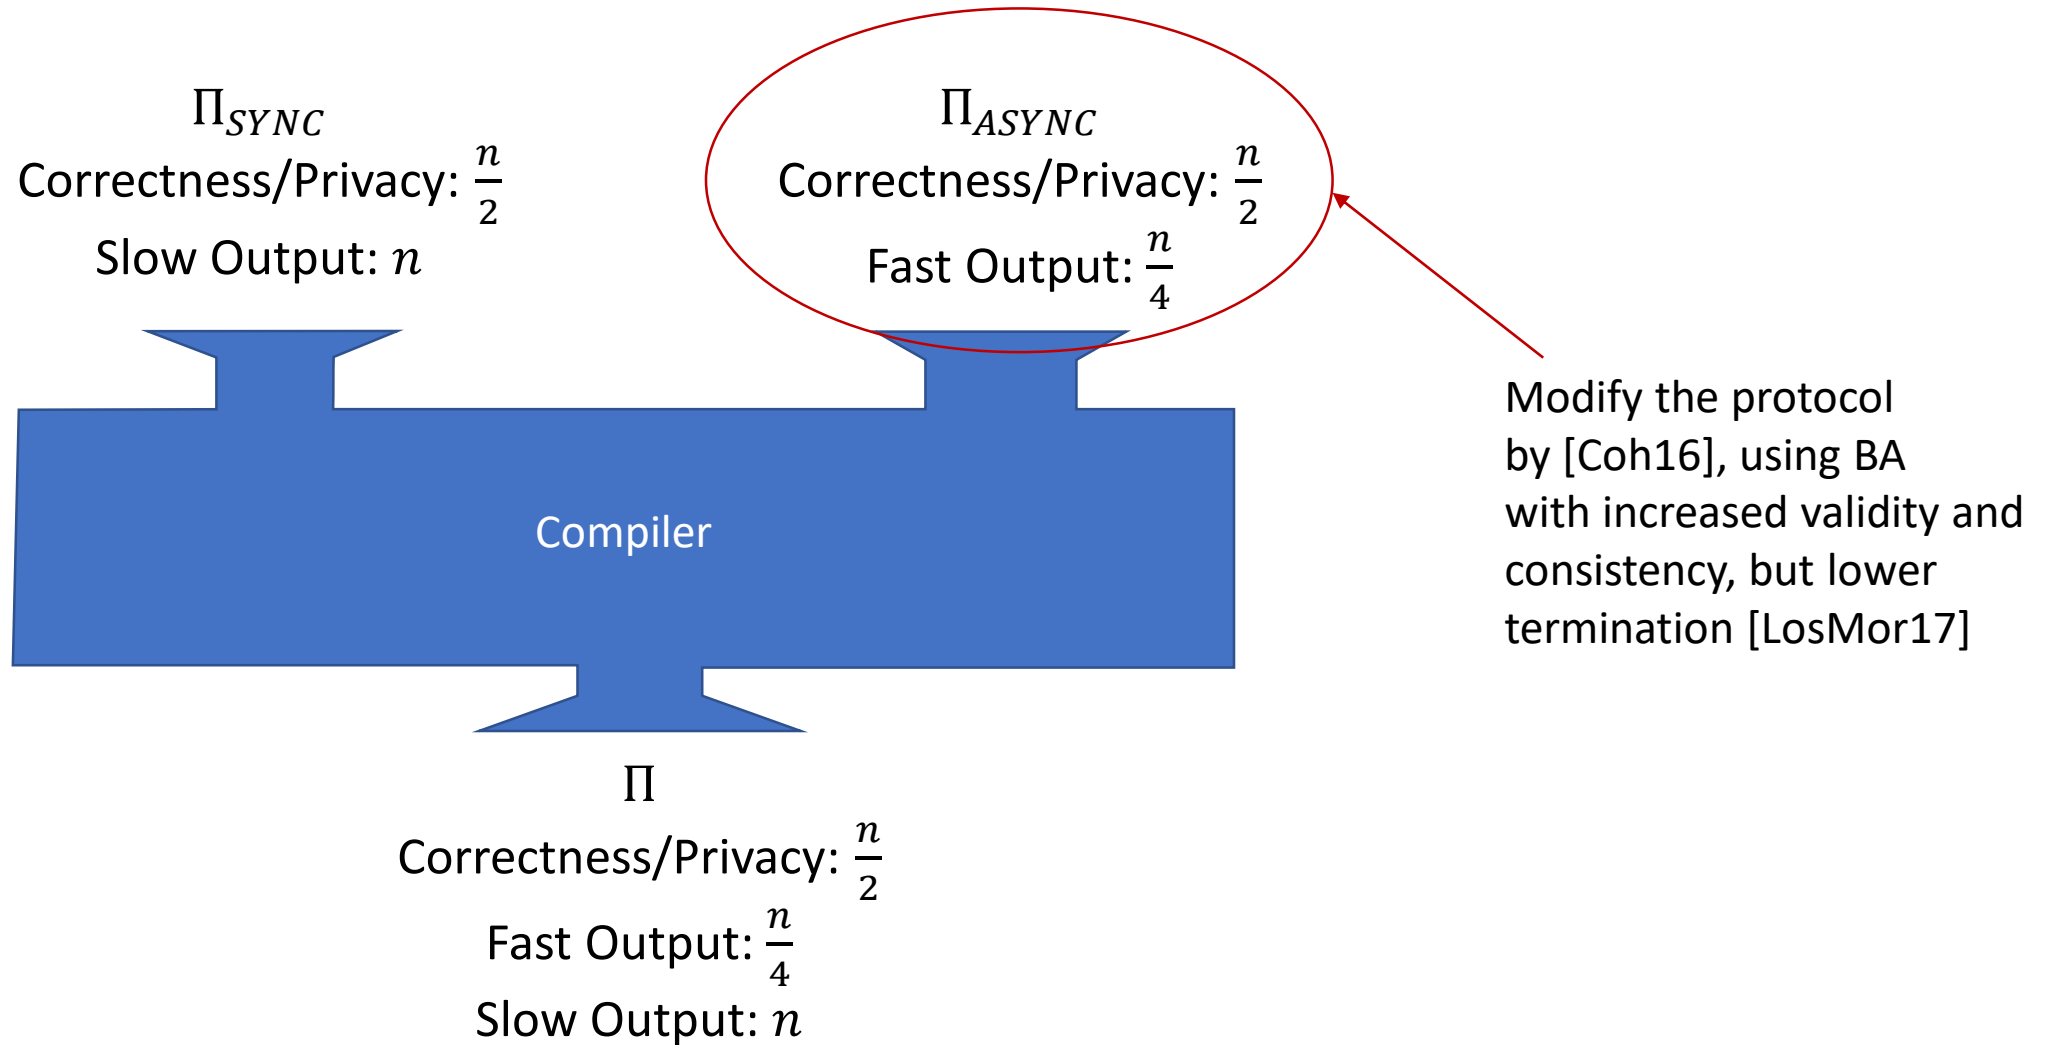 Π_SYNC
Correctness/Privacy: n/2
Slow Output: n
Π_ASYNC
Correctness/Privacy: n/2
Fast Output: n/4
Modify the protocol
by [Coh16], using BA
with increased validity and
consistency, but lower
termination [LosMor17]
Compiler
Π
Correctness/Privacy: n/2
Fast Output: n/4
Slow Output: n